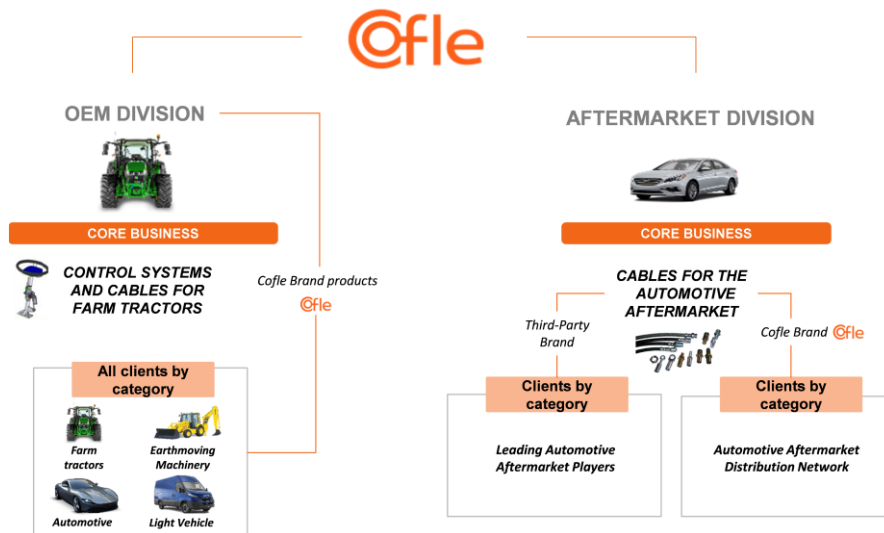 Cofle
OEM DIVISION
CORE BUSINESS
CONTROL SYSTEMS
AND CABLES FOR
FARM TRACTORS
Cofle Brand products
Cofle
All clients by
category
Farm
tractors
Earthmoving
Machinery
Automotive
Light Vehicle
AFTERMARKET DIVISION
CORE BUSINESS
CABLES FOR THE
AUTOMOTIVE
AFTERMARKET
Third-Party
Brand
Cofle Brand Cofle
Clients by
category
Leading Automotive
Aftermarket Players
Clients by
category
Automotive Aftermarket
Distribution Network